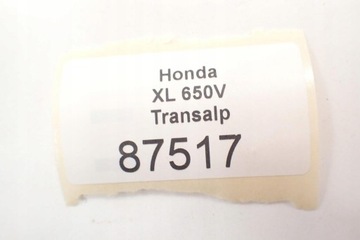 Honda
XL 650V
Transalp
87517